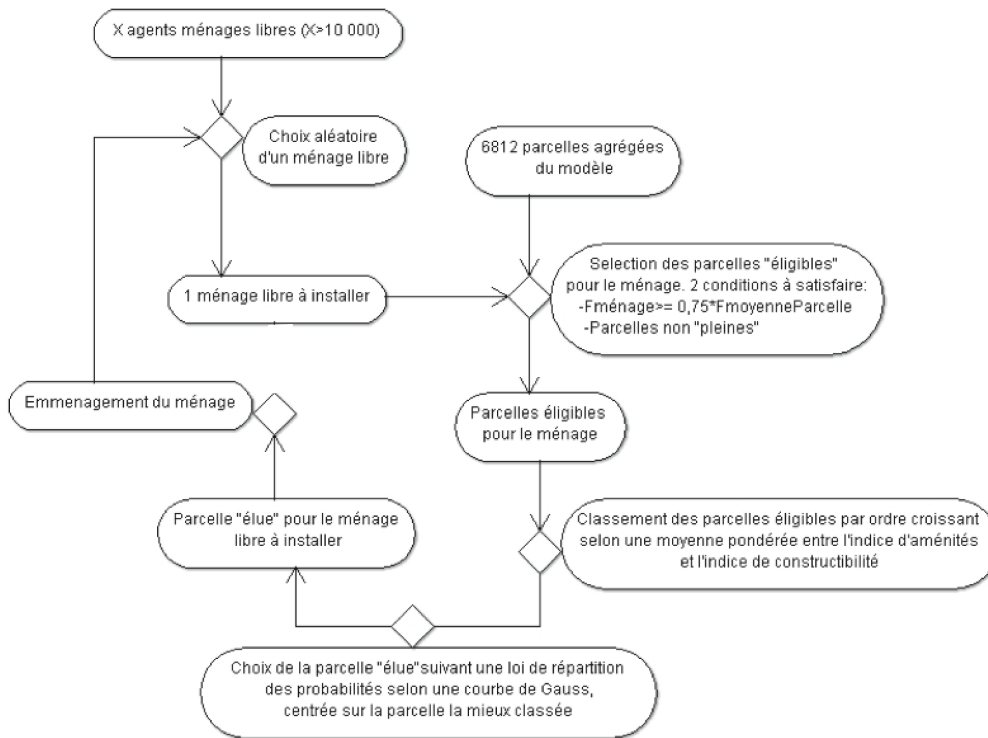 X agents ménages libres (X>10 000)
Choix aléatoire
d'un ménage libre
6812 parcelles agrégées
du modèle
1 ménage libre à installer
Selection des parcelles "éligibles"
pour le ménage. 2 conditions à satisfaire:
-Fménage>= 0,75*FmoyenneParcelle
-Parcelles non "pleines"
Emmenagement du ménage
Parcelles éligibles
pour le ménage
Parcelle "élue" pour le ménage
libre à installer
Classement des parcelles éligibles par ordre croissant
selon une moyenne pondérée entre l'indice d'aménités
et l'indice de constructibilité
Choix de la parcelle "élue"suivant une loi de répartition
des probabilités selon une courbe de Gauss,
centrée sur la parcelle la mieux classée